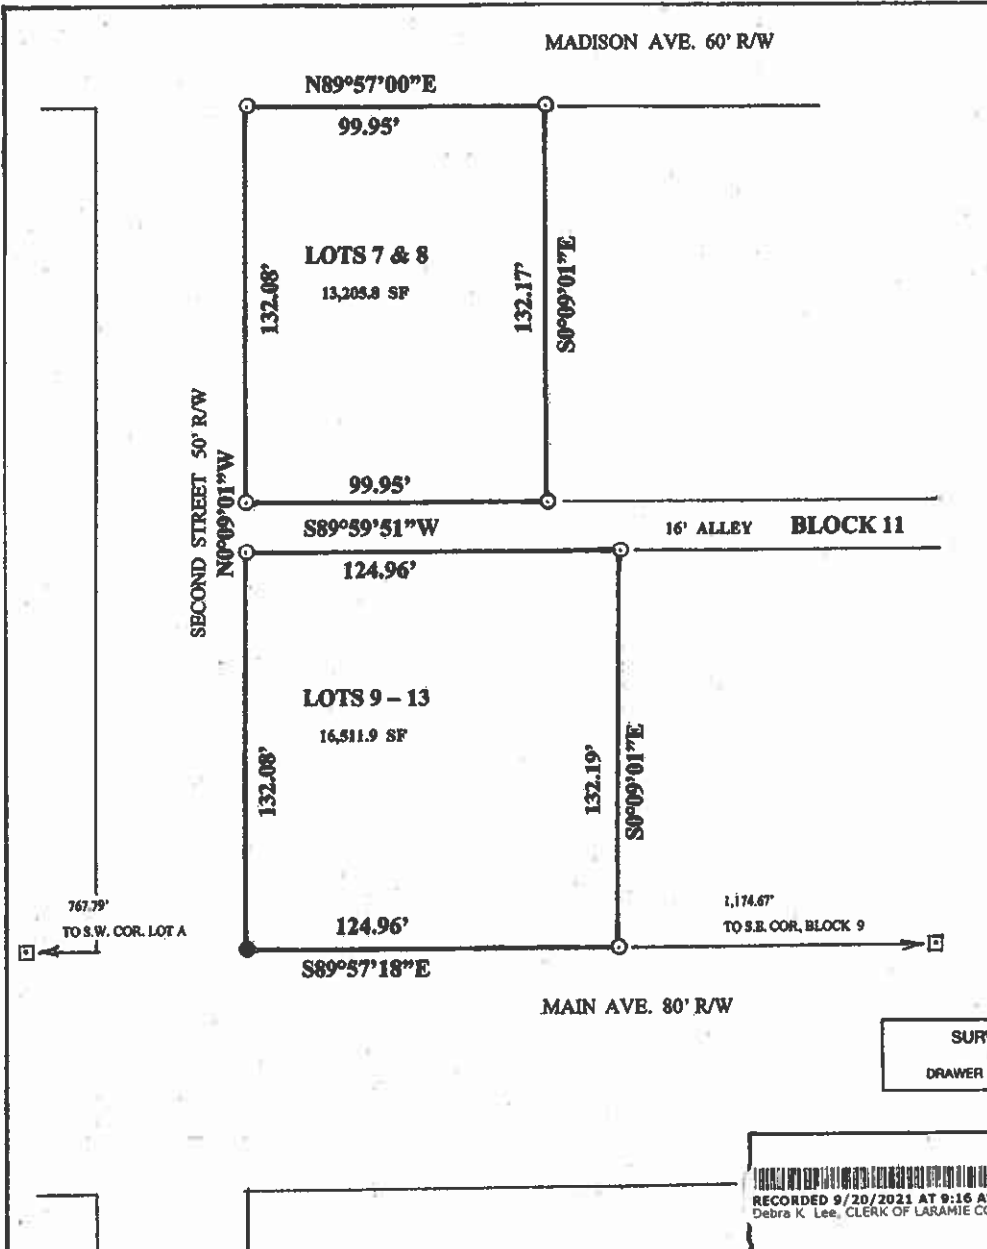 MADISON AVE. 60' R/W
N89°57'00"E
99.95'
LOTS 7 & 8
13,205.8 SF
132.08'
132.17'
S0°09'01"E
SECOND STREET 50' R/W
N0°09'01"W
99.95'
S89°59'51"W
16' ALLEY
BLOCK 11
124.96'
LOTS 9 – 13
16,511.9 SF
132.08'
132.19'
S0°09'01"E
767.79'
TO S.W. COR. LOT A
1,174.67'
TO S.E. COR. BLOCK 9
124.96'
S89°57'18"E
MAIN AVE. 80' R/W
SUR
DRAWER
RECORDED 9/20/2021 AT 9:16 A
Debra K. Lee, CLERK OF LARAMIE CO